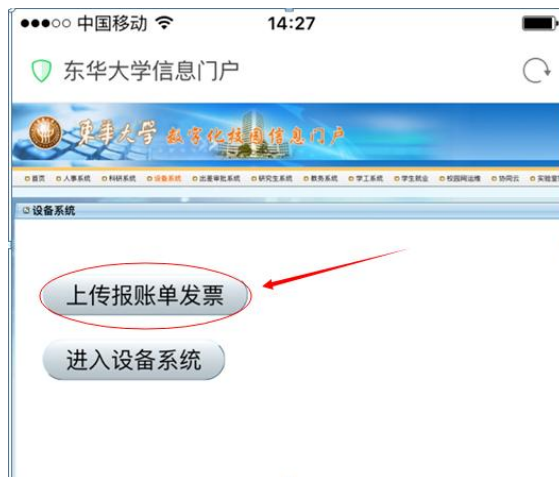 中国移动 14:27
东华大学信息门户
東華大学 数字化校园信息门户
首页 人事系统 科研系统 设备系统 出差审批系统 研究生系统 教务系统 学工系统 学生就业 校园网运维 协同云 实验室
设备系统
上传报账单发票
进入设备系统